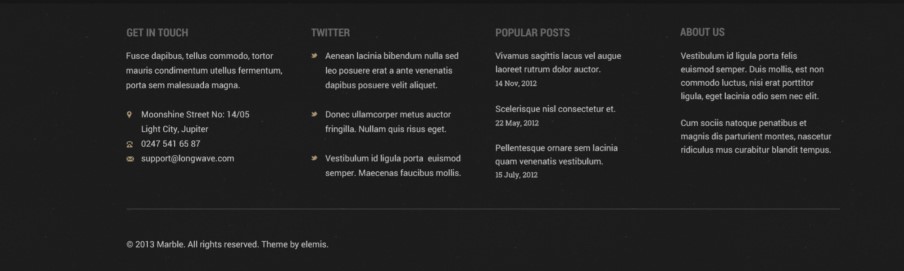 GET IN TOUCH
Fusce dapibus, tellus commodo, tortor
mauris condimentum utellus fermentum,
porta sem malesuada magna.
Moonshine Street No: 14/05
Light City, Jupiter
0247 541 65 87
support@longwave.com
TWITTER
Aenean lacinia bibendum nulla sed
leo posuere erat a ante venenatis
dapibus posuere velit aliquet.
Donec ullamcorper metus auctor
fringilla. Nullam quis risus eget.
Vestibulum id ligula porta euismod
semper. Maecenas faucibus mollis.
POPULAR POSTS
Vivamus sagittis lacus vel augue
laoreet rutrum dolor auctor.
14 Nov, 2012
Scelerisque nisl consectetur et.
22 May, 2012
Pellentesque ornare sem lacinia
quam venenatis vestibulum.
15 July, 2012
ABOUT US
Vestibulum id ligula porta felis
euismod semper. Duis mollis, est non
commodo luctus, nisi erat porttitor
ligula, eget lacinia odio sem nec elit.
Cum sociis natoque penatibus et
magnis dis parturient montes, nascetur
ridiculus mus curabitur blandit tempus.
© 2013 Marble. All rights reserved. Theme by elemis.